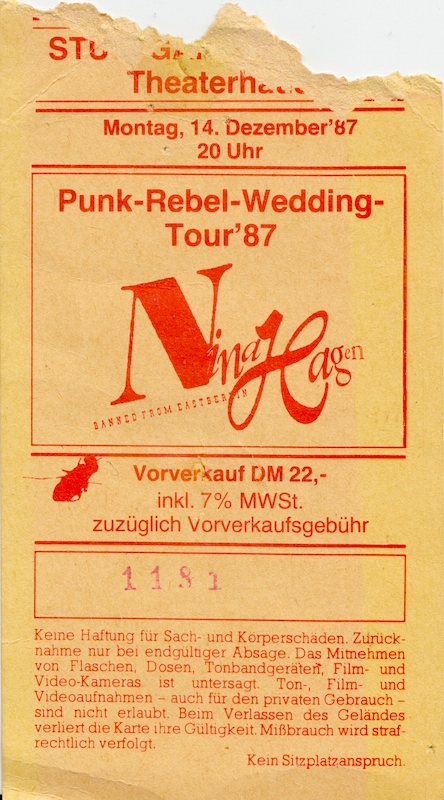 Theaterhaus
Montag, 14. Dezember'87
20 Uhr
Punk-Rebel-Wedding-
Tour'87
Nina Hagen
BANNED FROM EASTBERLIN
Vorverkauf DM 22,-
inkl. 7% MWSt.
zuzüglich Vorverkaufsgebühr
1181
Keine Haftung für Sach- und Körperschäden. Zurück-
nahme nur bei endgültiger Absage. Das Mitnehmen
von Flaschen, Dosen, Tonbandgeräten, Film- und
Video-Kameras ist untersagt. Ton-, Film- und
Videoaufnahmen – auch für den privaten Gebrauch –
sind nicht erlaubt. Beim Verlassen des Geländes
verliert die Karte ihre Gültigkeit. Mißbrauch wird straf-
rechtlich verfolgt.
Kein Sitzplatzanspruch.